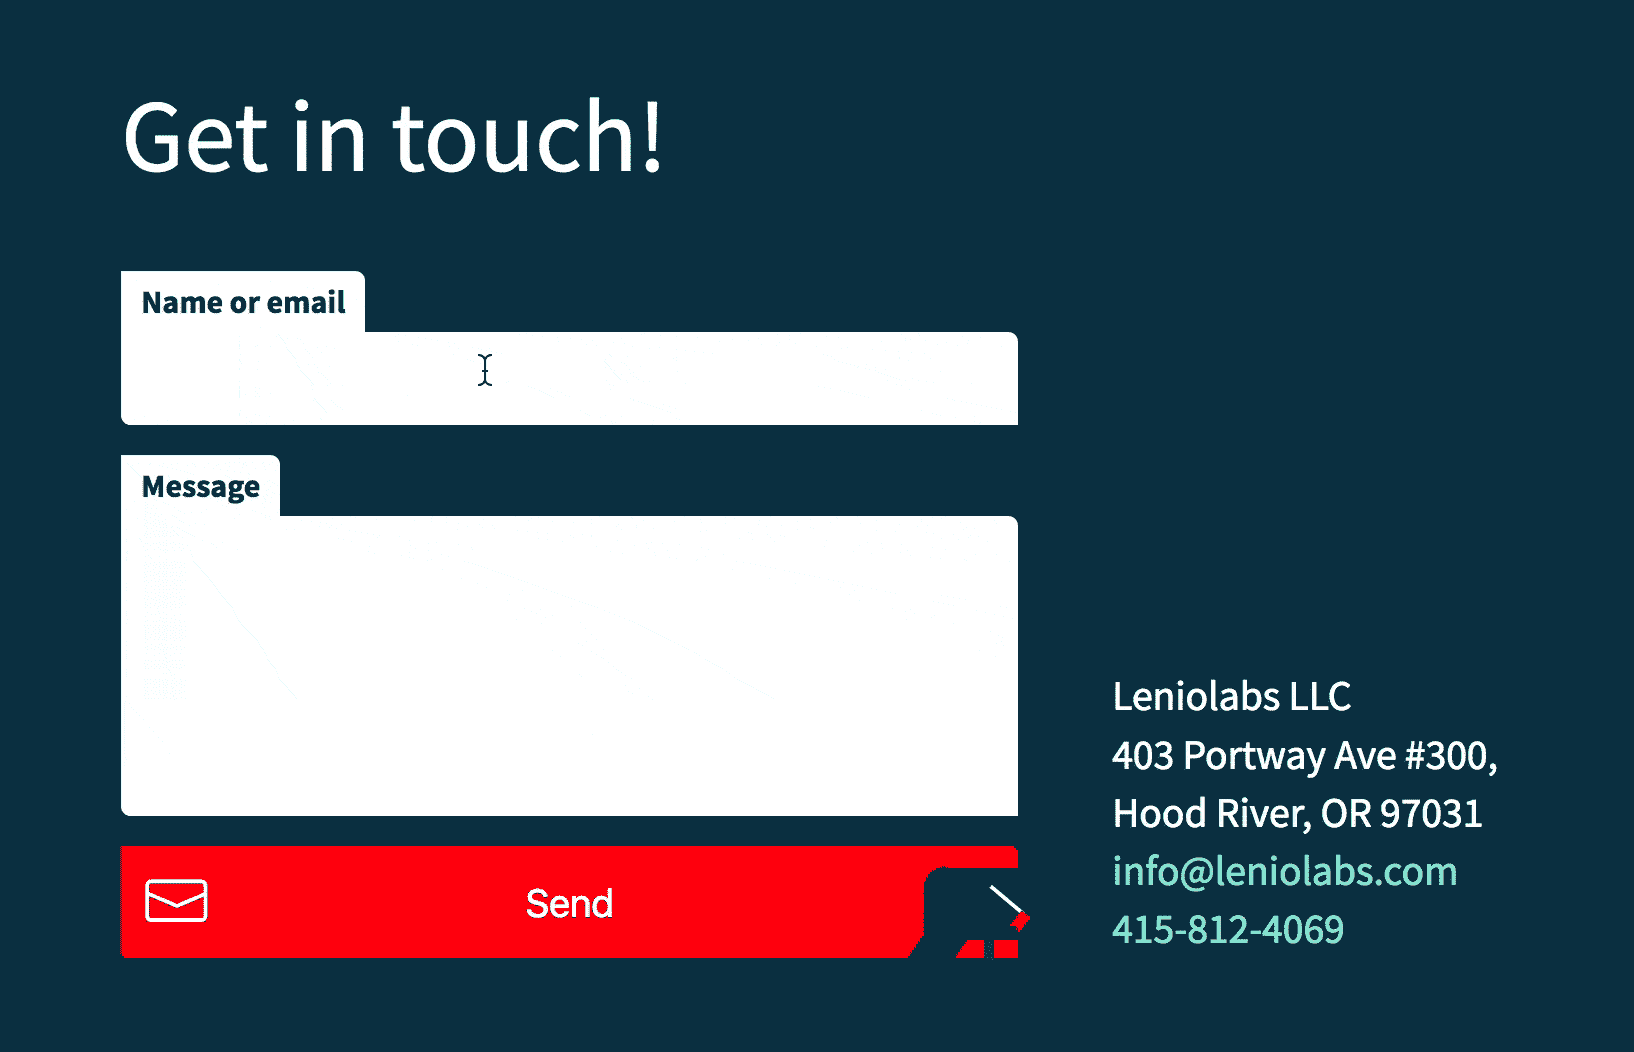 Get in touch!
Name or email
Message
Send
Leniolabs LLC
403 Portway Ave #300,
Hood River, OR 97031
info@leniolabs.com
415-812-4069